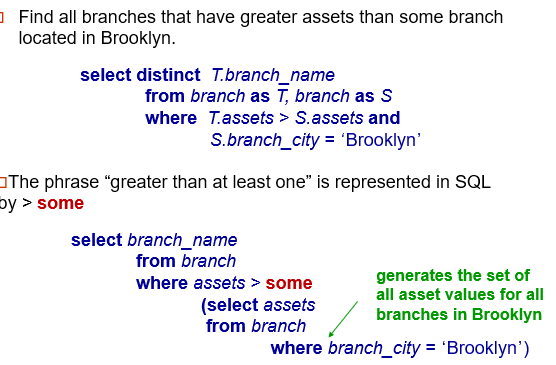 Find all branches that have greater assets than some branch
located in Brooklyn.
select distinct T.branch_name
from branch as T, branch as S
where T.assets > S.assets and
S.branch_city = ‘Brooklyn’
The phrase “greater than at least one” is represented in SQL
by > some
select branch_name
from branch
where assets > some
(select assets
from branch
where branch_city = ‘Brooklyn’)
generates the set of
all asset values for all
branches in Brooklyn